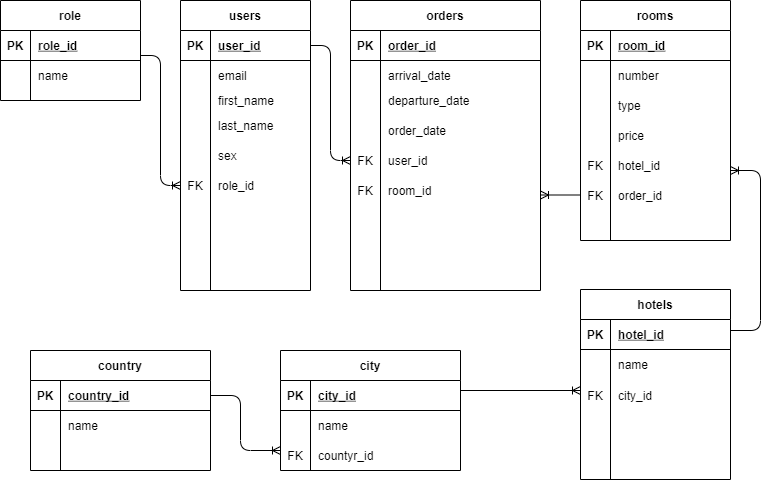 role
PK role_id
name
users
PK user_id
email
first_name
last_name
sex
FK role_id
orders
PK order_id
arrival_date
departure_date
order_date
FK user_id
FK room_id
rooms
PK room_id
number
type
price
FK hotel_id
FK order_id
country
PK country_id
name
city
PK city_id
name
FK countyr_id
hotels
PK hotel_id
name
FK city_id